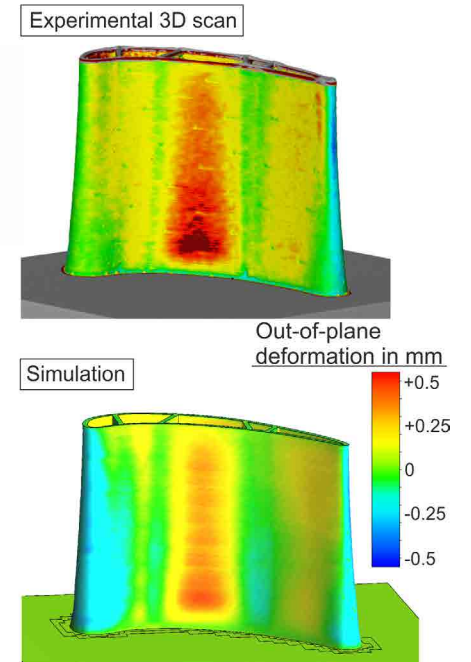 Experimental 3D scan
Out-of-plane
deformation in mm
Simulation
+0.5
+0.25
0
-0.25
-0.5